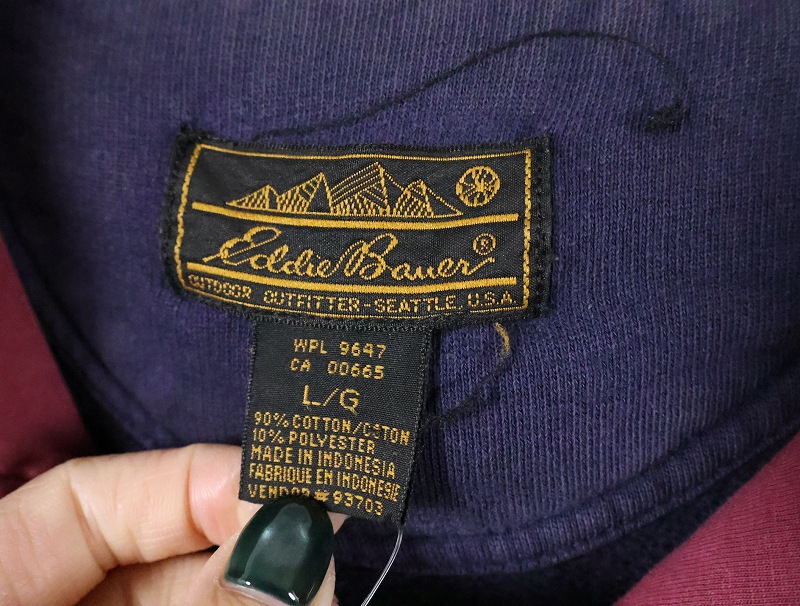 Eddie Bauer®
OUTDOOR OUTFITTER-SEATTLE, U.S.A.
WPL 9647
CA 00665
L/G
90% COTTON/COTON
10% POLYESTER
MADE IN INDONESIA
FABRIQUE EN INDONESIE
VENDOR #93703